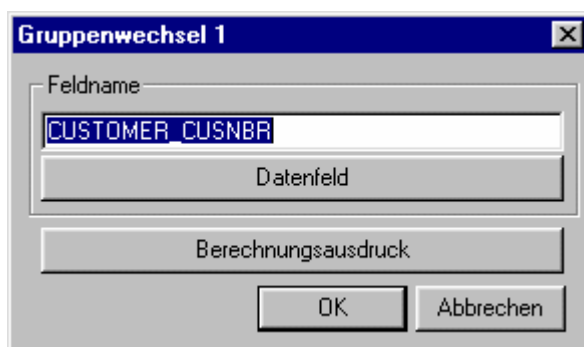 Gruppenwechsel 1
Feldname
CUSTOMER_CUSNBR
Datenfeld
Berechnungsausdruck
OK Abbrechen